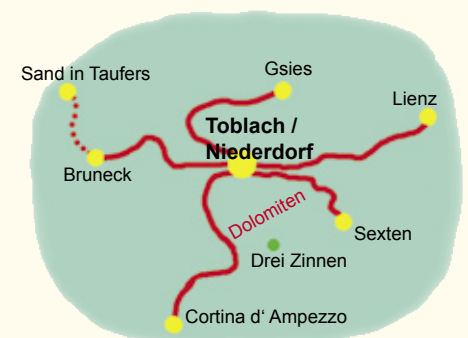 Gsies
Sand in Taufers
Lienz
Toblach /
Niederdorf
Bruneck
Dolomiten
Sexten
Drei Zinnen
Cortina d‘ Ampezzo